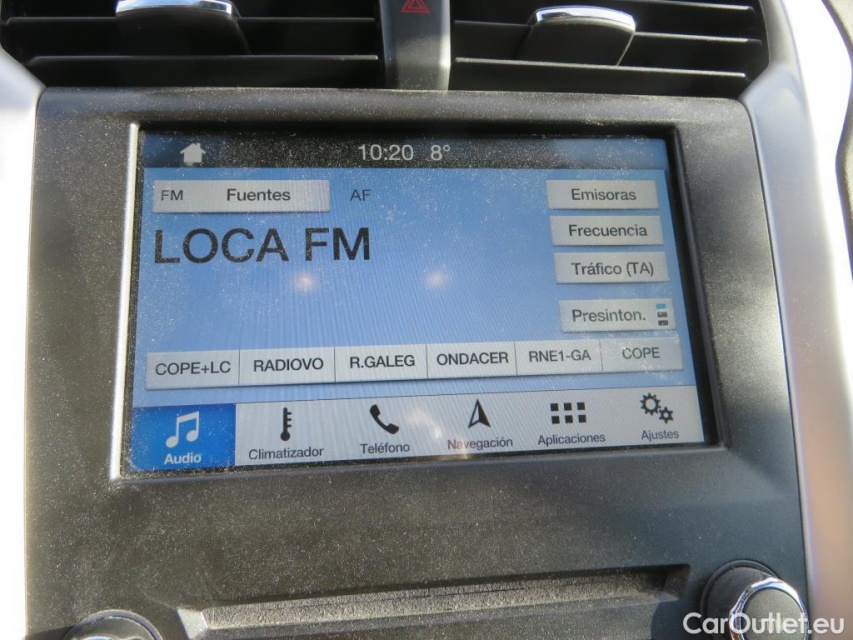 10:20 8°
FM Fuentes AF Emisoras
LOCA FM
Frecuencia
Tráfico (TA)
Presinton.
COPE+LC RADIOVO R.GALEG ONDACER RNE1-GA COPE
Audio Climatizador Teléfono Navegación Aplicaciones Ajustes
CarOutlet.eu